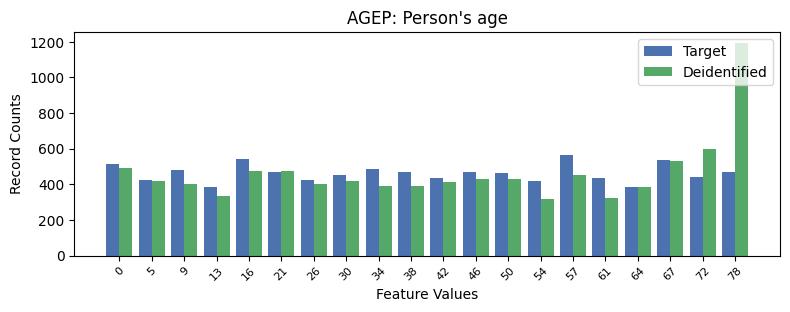 AGEP: Person's age
Target
Deidentified
Record Counts
1200
1000
800
600
400
200
0
0 5 9 13 16 21 26 30 34 38 42 46 50 54 57 61 64 67 72 78
Feature Values